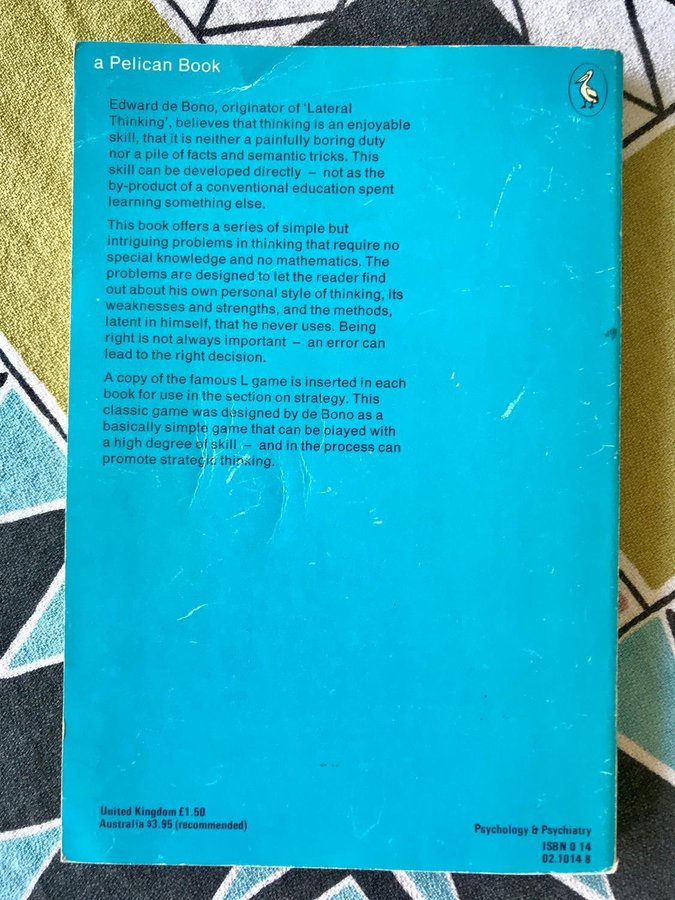 a Pelican Book
Edward de Bono, originator of 'Lateral
Thinking', believes that thinking is an enjoyable
skill, that it is neither a painfully boring duty
nor a pile of facts and semantic tricks. This
skill can be developed directly – not as the
by-product of a conventional education spent
learning something else.
This book offers a series of simple but
intriguing problems in thinking that require no
special knowledge and no mathematics. The
problems are designed to let the reader find
out about his own personal style of thinking, its
weaknesses and strengths, and the methods,
latent in himself, that he never uses. Being
right is not always important – an error can
lead to the right decision.
A copy of the famous L game is inserted in each
book for use in the section on strategy. This
classic game was designed by de Bono as a
basically simple game that can be played with
a high degree of skill – and in the process can
promote strategic thinking.
United Kingdom £1.50
Australia $3.95 (recommended)
Psychology & Psychiatry
ISBN 0 14
02.1014 8